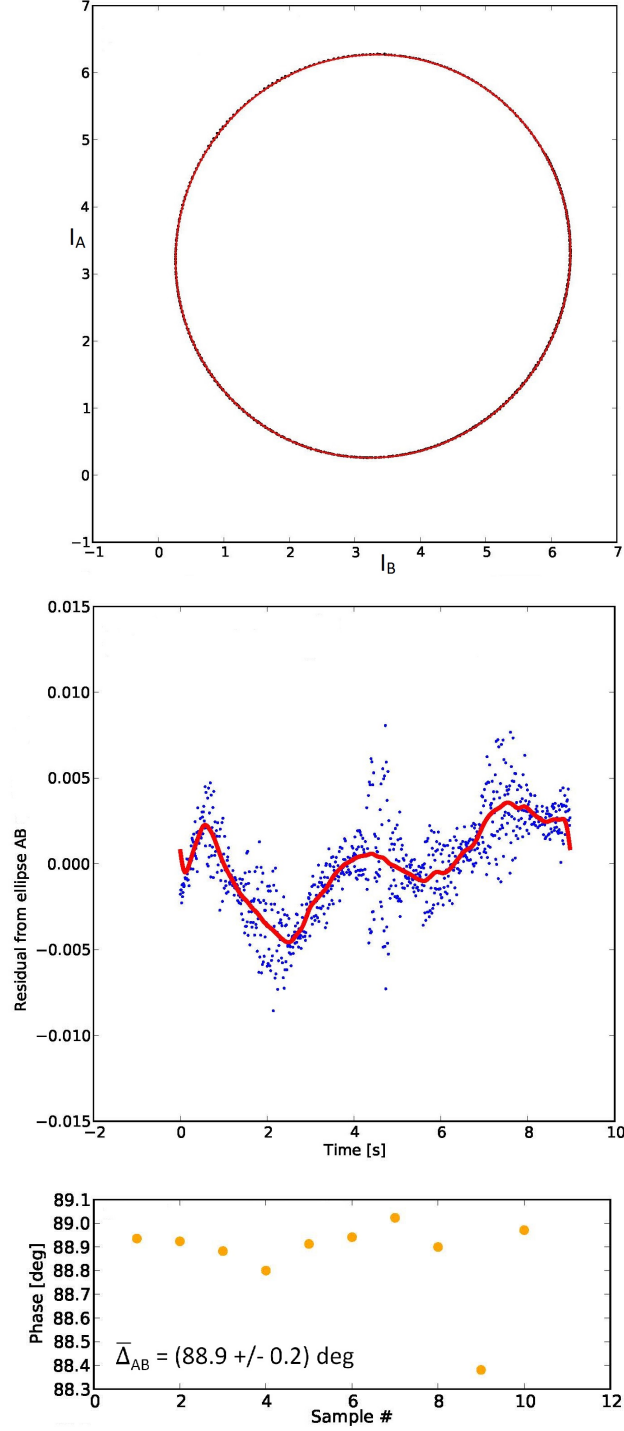 7
6
5
4
I_A
3
2
1
0
−1
−1 0 1 2 3 4 5 6 7
I_B
0.015
0.010
0.005
0.000
−0.005
−0.010
−0.015
Residual from ellipse AB
−2 0 2 4 6 8 10
Time [s]
89.1
89.0
88.9
88.8
88.7
88.6
88.5
88.4
88.3
Phase [deg]
Δ̅_AB = (88.9 +/- 0.2) deg
0 2 4 6 8 10 12
Sample #